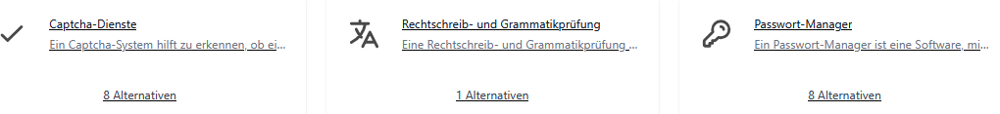 Captcha-Dienste
Ein Captcha-System hilft zu erkennen, ob ei...
8 Alternativen
Rechtschreib- und Grammatikprüfung
Eine Rechtschreib- und Grammatikprüfung ...
1 Alternativen
Passwort-Manager
Ein Passwort-Manager ist eine Software, mi...
8 Alternativen